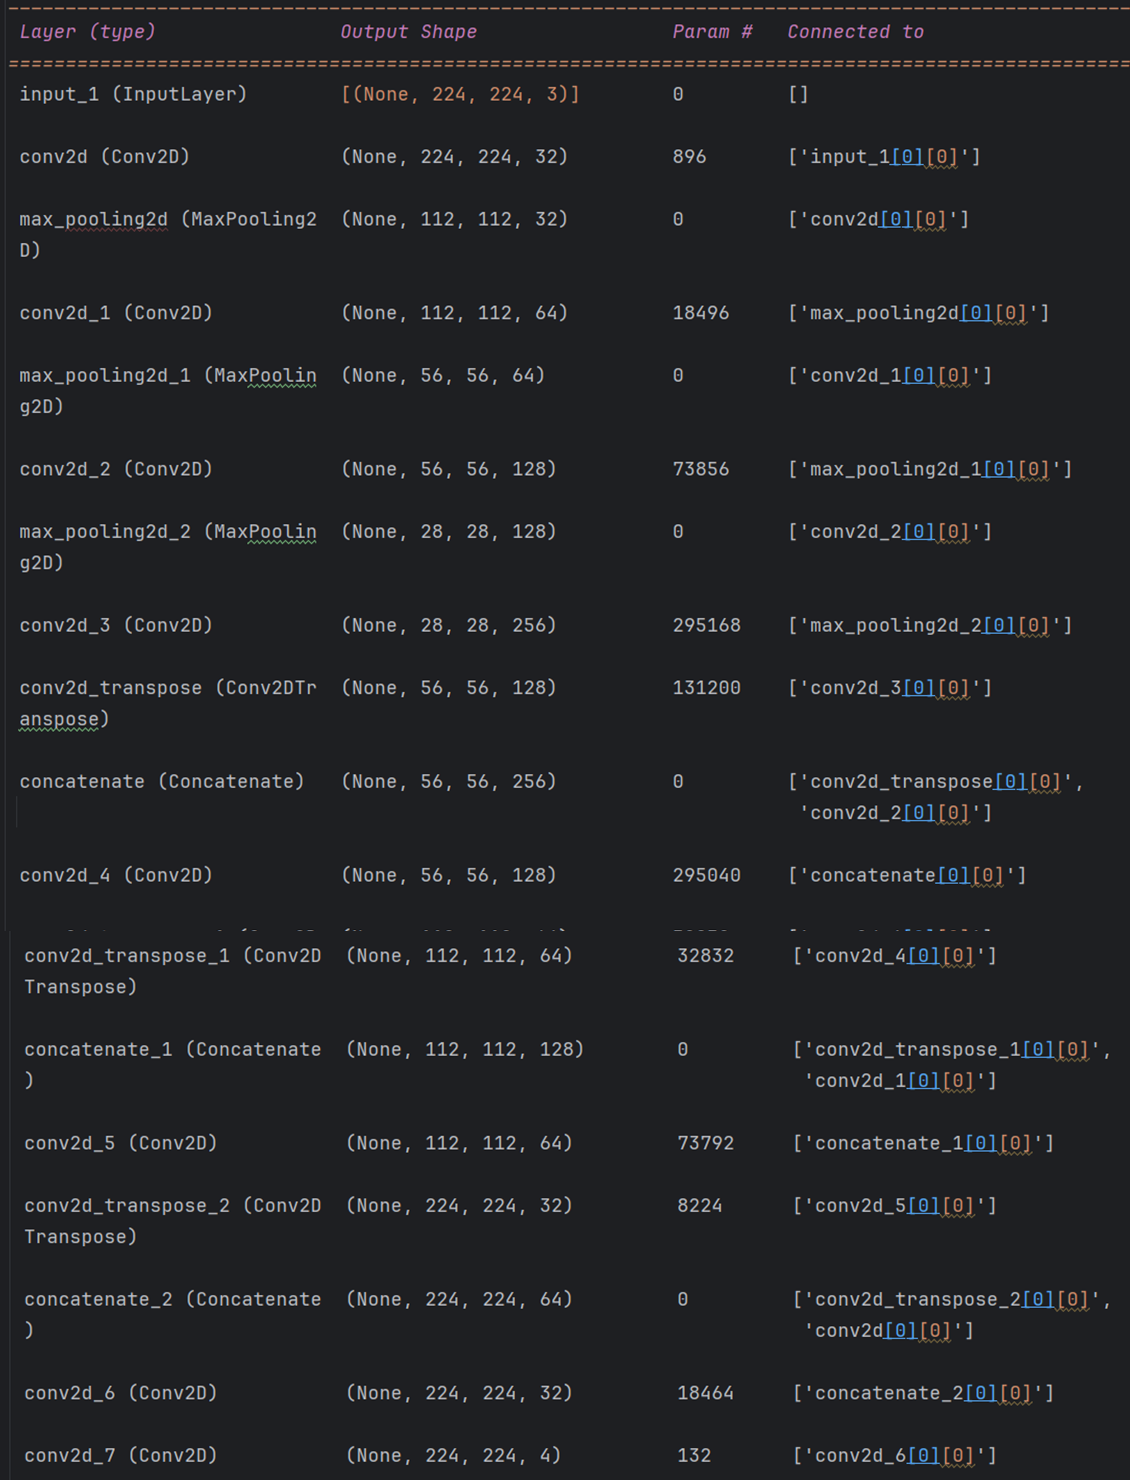 Layer (type) Output Shape Param # Connected to
==================================================================================================
input_1 (InputLayer) [(None, 224, 224, 3)] 0 []
conv2d (Conv2D) (None, 224, 224, 32) 896 ['input_1[0][0]']
max_pooling2d (MaxPooling2 (None, 112, 112, 32) 0 ['conv2d[0][0]']
D)
conv2d_1 (Conv2D) (None, 112, 112, 64) 18496 ['max_pooling2d[0][0]']
max_pooling2d_1 (MaxPoolin (None, 56, 56, 64) 0 ['conv2d_1[0][0]']
g2D)
conv2d_2 (Conv2D) (None, 56, 56, 128) 73856 ['max_pooling2d_1[0][0]']
max_pooling2d_2 (MaxPoolin (None, 28, 28, 128) 0 ['conv2d_2[0][0]']
g2D)
conv2d_3 (Conv2D) (None, 28, 28, 256) 295168 ['max_pooling2d_2[0][0]']
conv2d_transpose (Conv2DTr (None, 56, 56, 128) 131200 ['conv2d_3[0][0]']
anspose)
concatenate (Concatenate) (None, 56, 56, 256) 0 ['conv2d_transpose[0][0]',
'conv2d_2[0][0]']
conv2d_4 (Conv2D) (None, 56, 56, 128) 295040 ['concatenate[0][0]']
conv2d_transpose_1 (Conv2D (None, 112, 112, 64) 32832 ['conv2d_4[0][0]']
Transpose)
concatenate_1 (Concatenate (None, 112, 112, 128) 0 ['conv2d_transpose_1[0][0]',
) 'conv2d_1[0][0]']
conv2d_5 (Conv2D) (None, 112, 112, 64) 73792 ['concatenate_1[0][0]']
conv2d_transpose_2 (Conv2D (None, 224, 224, 32) 8224 ['conv2d_5[0][0]']
Transpose)
concatenate_2 (Concatenate (None, 224, 224, 64) 0 ['conv2d_transpose_2[0][0]',
) 'conv2d[0][0]']
conv2d_6 (Conv2D) (None, 224, 224, 32) 18464 ['concatenate_2[0][0]']
conv2d_7 (Conv2D) (None, 224, 224, 4) 132 ['conv2d_6[0][0]']